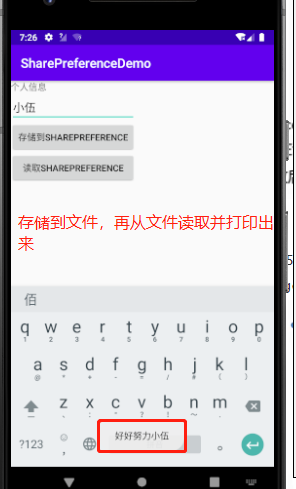 7:26
SharePreferenceDemo
个人信息
小伍
存储到SHAREPREFERENCE
读取SHAREPREFERENCE
存储到文件，再从文件读取并打印出
来
佰
q w e r t y u i o p
1 2 3 4 5 6 7 8 9 0
a s d f g h j k l
@ * + - = / # ( )
z x c v b n m
?123
好好努力小伍
。